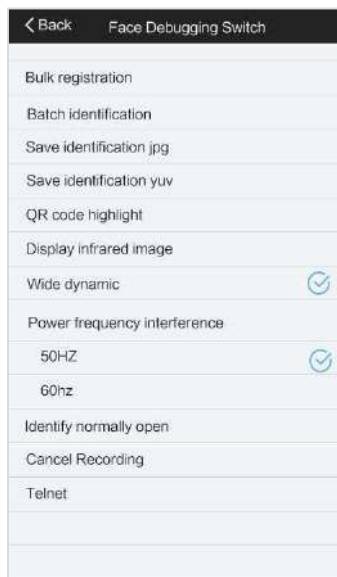 Back Face Debugging Switch
Bulk registration
Batch identification
Save identification jpg
Save identification yuv
QR code highlight
Display infrared image
Wide dynamic
Power frequency interference
50HZ
60hz
Identify normally open
Cancel Recording
Telnet